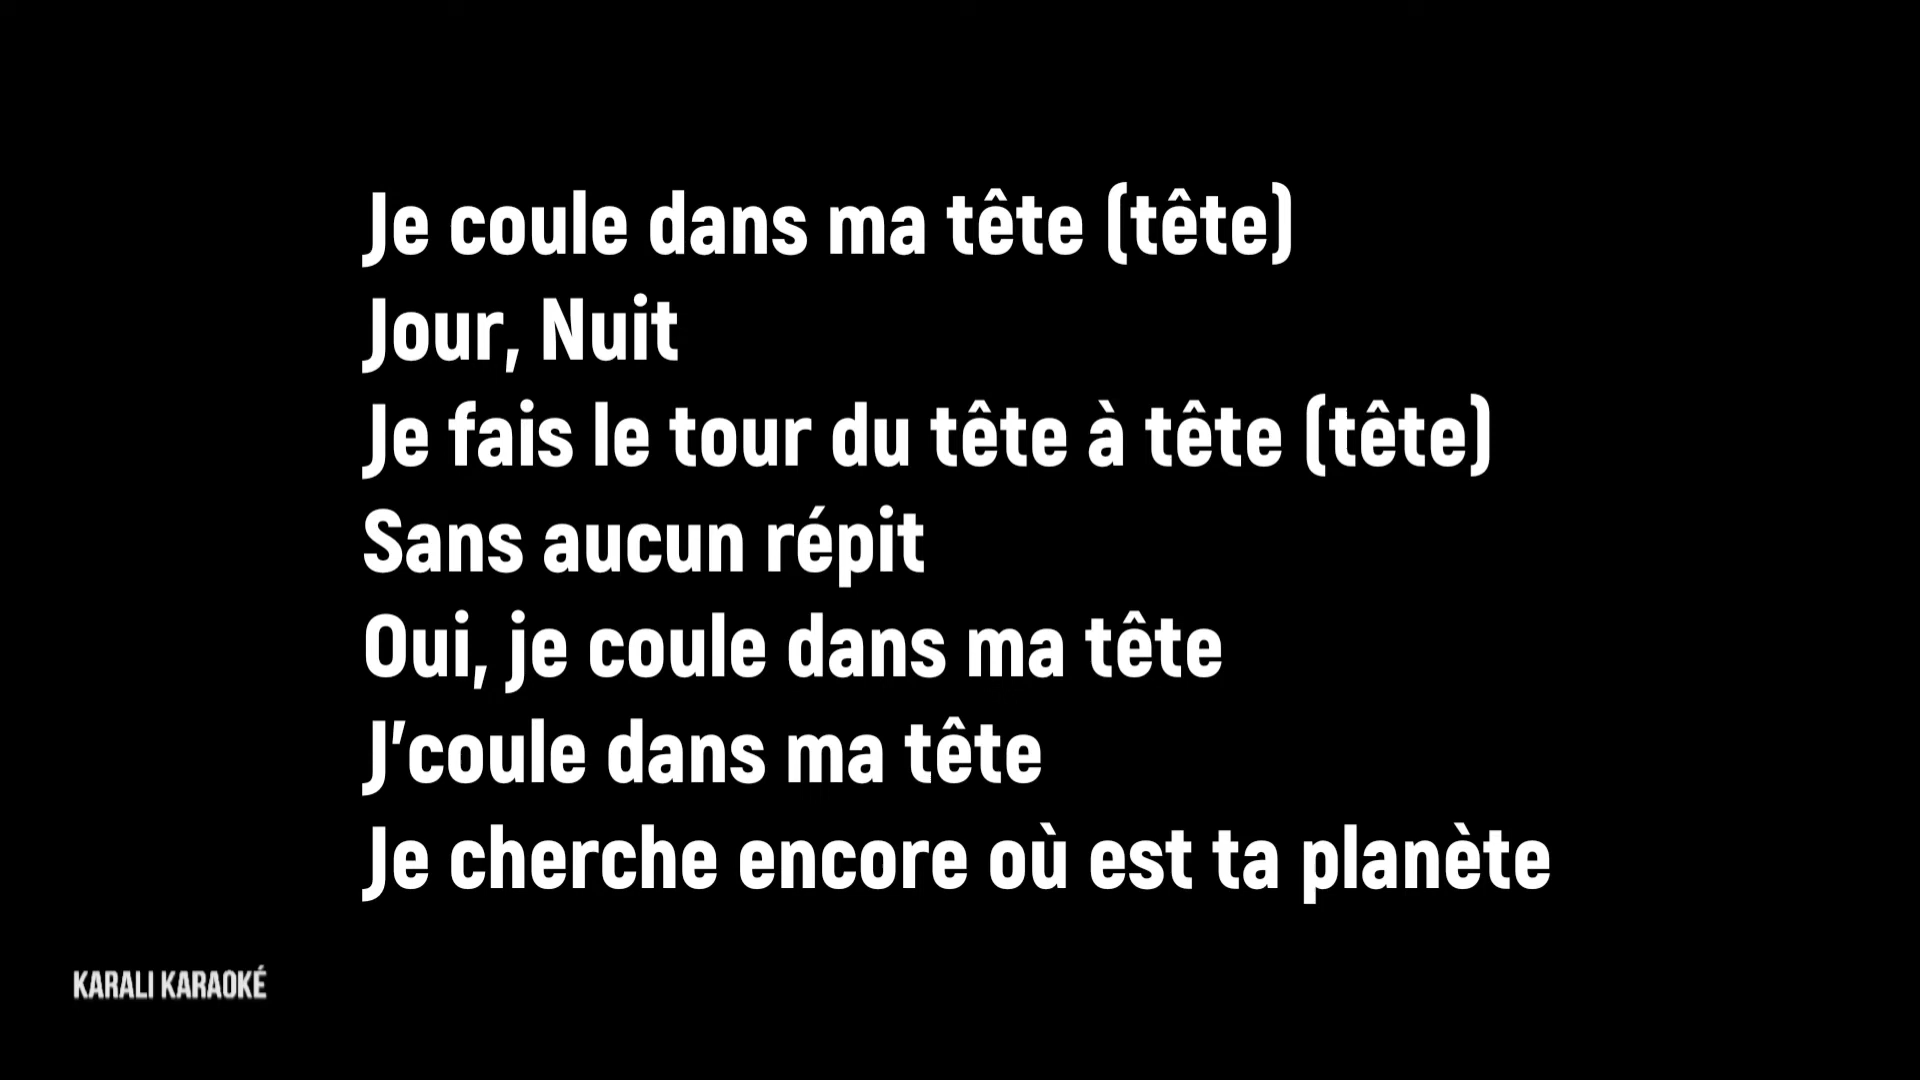 Je coule dans ma tête (tête)
Jour, Nuit
Je fais le tour du tête à tête (tête)
Sans aucun répit
Oui, je coule dans ma tête
J'coule dans ma tête
Je cherche encore où est ta planète
KARALI KARAOKÉ